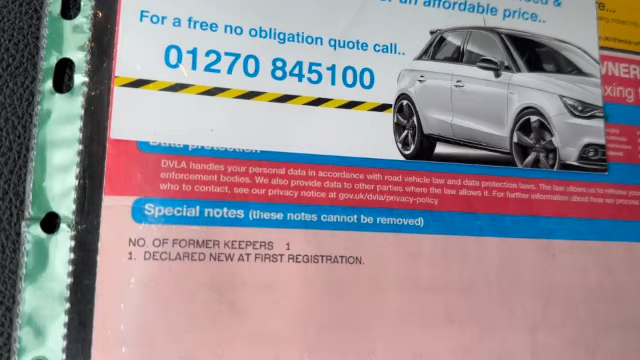 an affordable price..
For a free no obligation quote call..
01270 845100
OWNER
Data protection
DVLA handles your personal data in accordance with road vehicle law and data protection laws. The law allows us to release your
enforcement bodies. We also provide data to other parties where the law allows it. For further information about how we process
who to contact, see our privacy notice at gov.uk/dvla/privacy-policy
Special notes (these notes cannot be removed)
NO. OF FORMER KEEPERS 1
1. DECLARED NEW AT FIRST REGISTRATION.